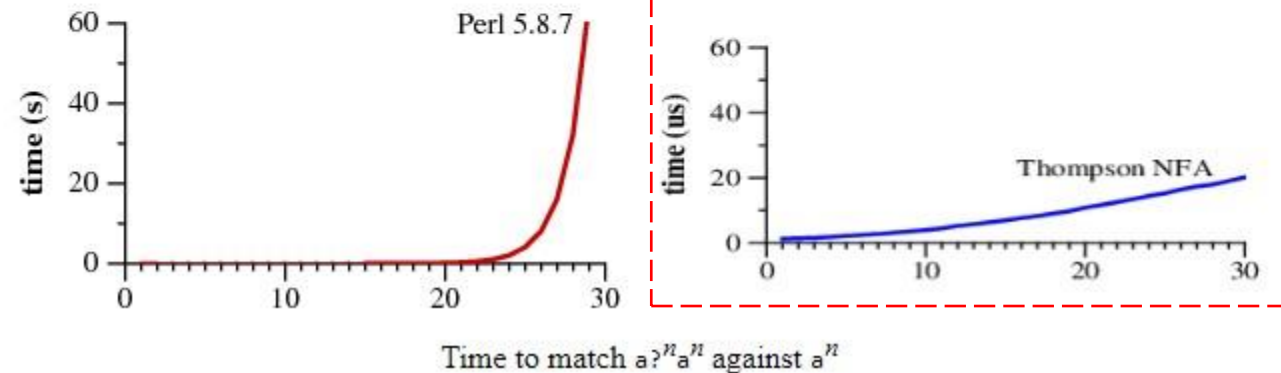 60
Perl 5.8.7
40
time (s)
20
0
0 10 20 30
60
40
time (us)
Thompson NFA
20
0
0 10 20 30
Time to match a?ⁿaⁿ against aⁿ